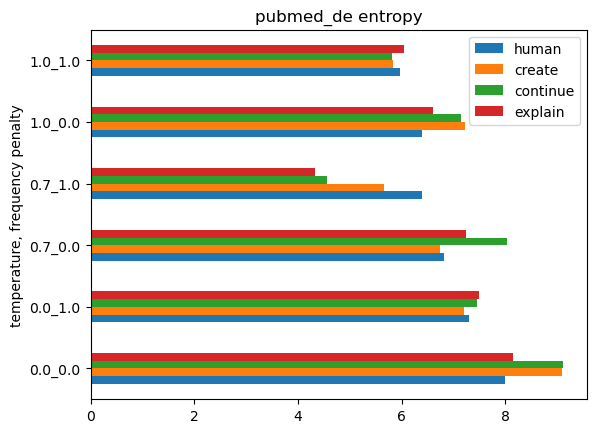 pubmed_de entropy
human
create
continue
explain
temperature, frequency penalty
1.0_1.0
1.0_0.0
0.7_1.0
0.7_0.0
0.0_1.0
0.0_0.0
0 2 4 6 8